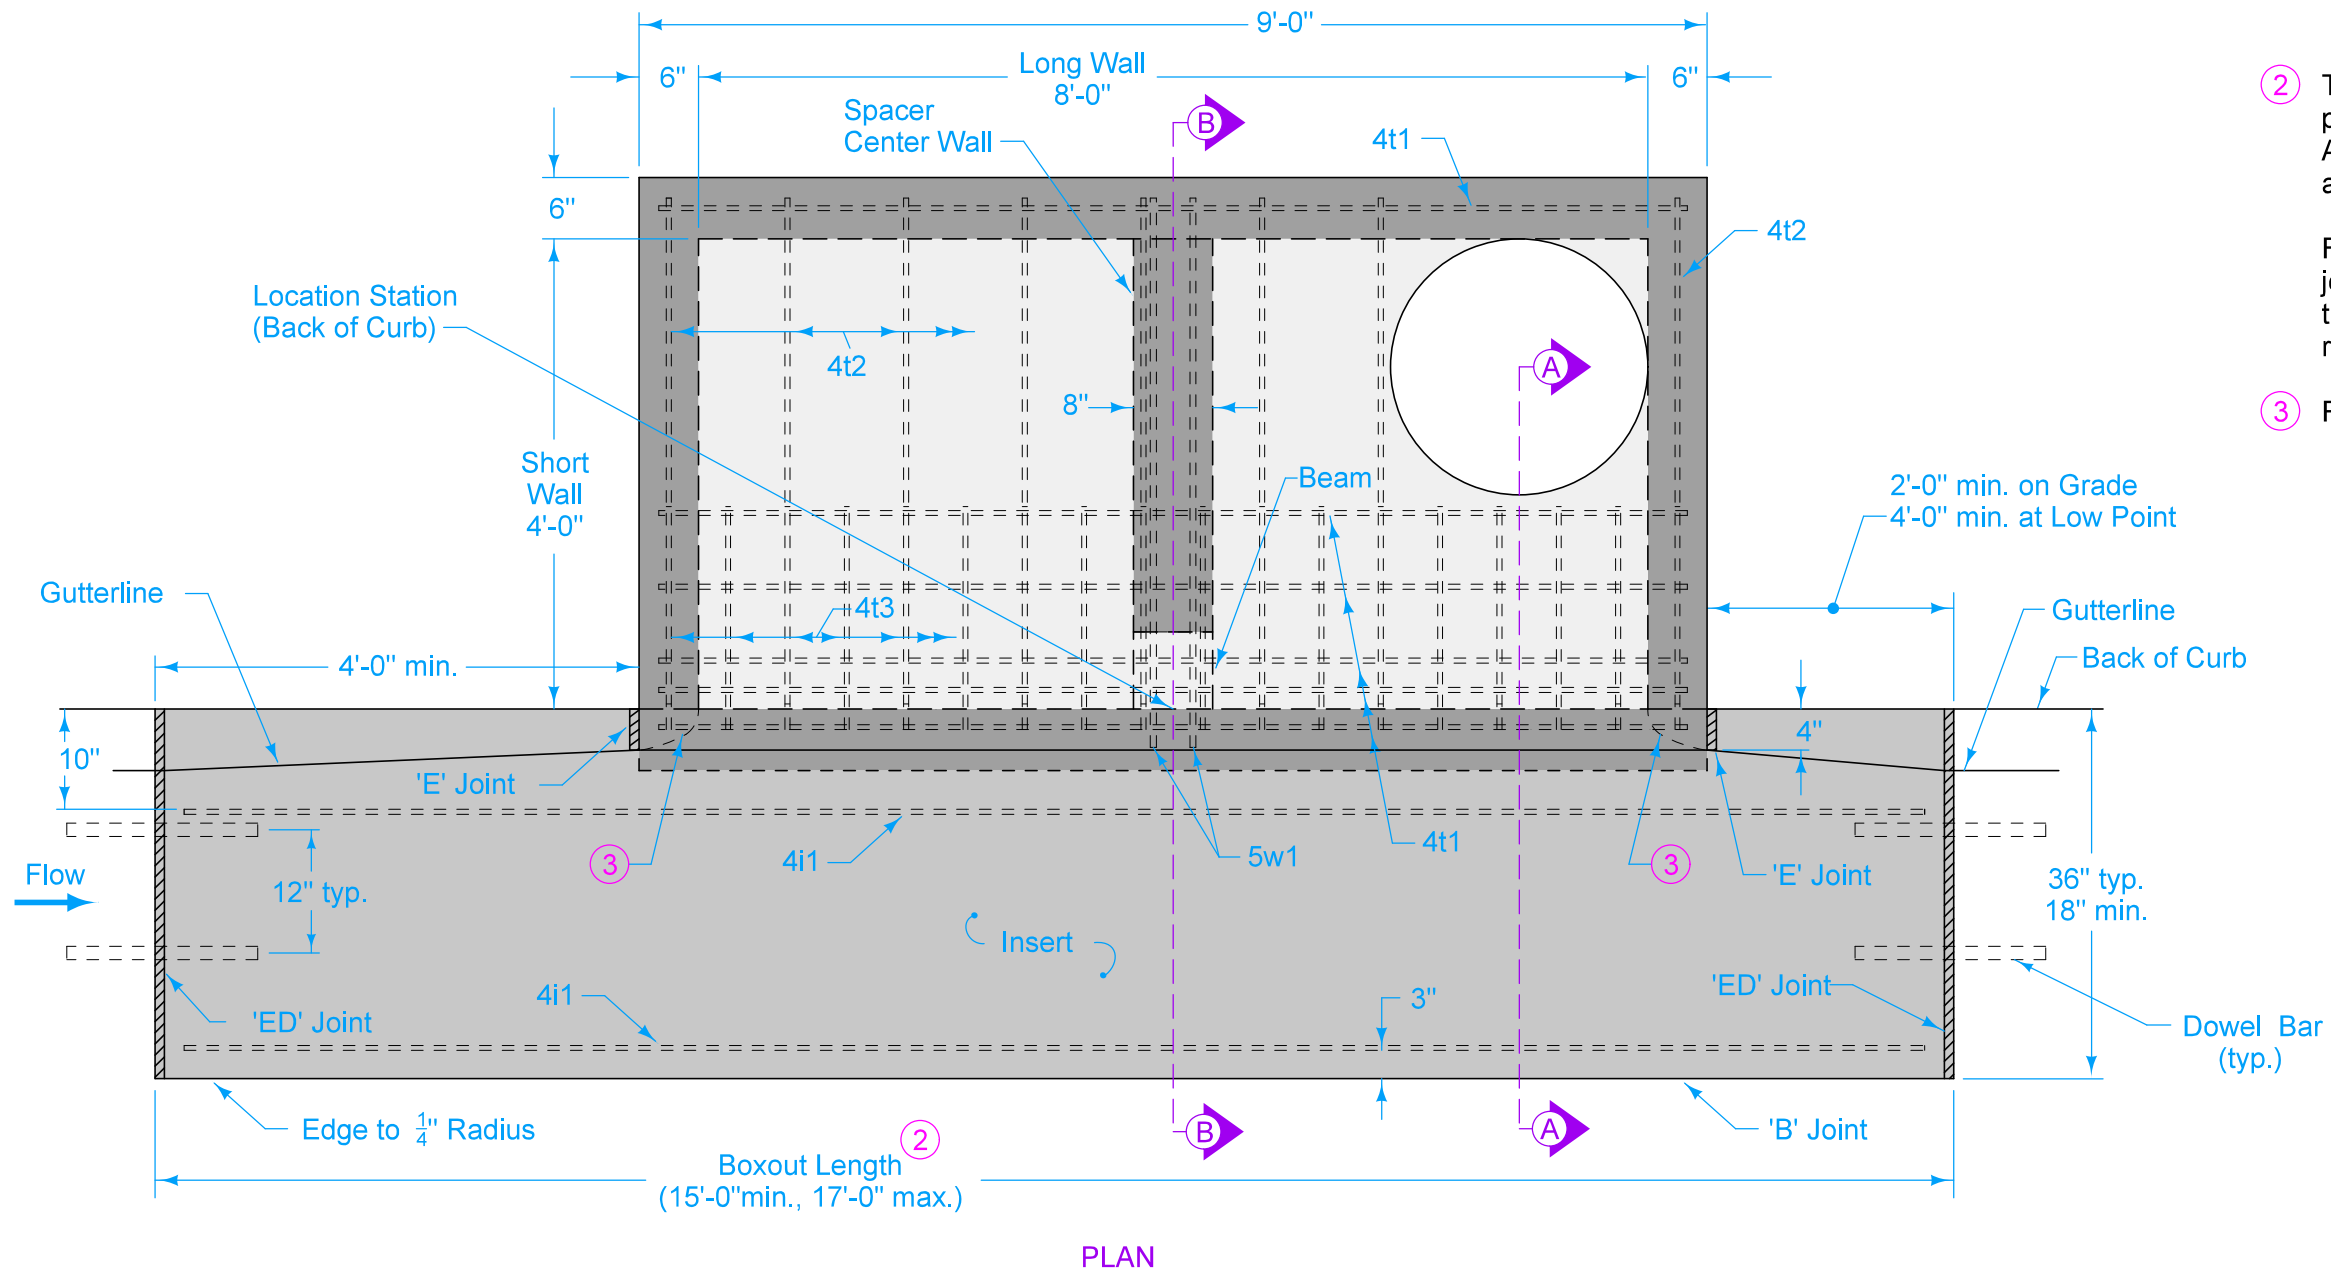 9'-0"
6"
Long Wall
8'-0"
6"
Spacer
Center Wall
B
4t1
2
6"
4t2
Location Station
(Back of Curb)
4t2
A
8"
3
Short
Wall
4'-0"
Beam
2'-0" min. on Grade
4'-0" min. at Low Point
Gutterline
4t3
Gutterline
4'-0" min.
Back of Curb
10"
4"
'E' Joint
4t1
3
4i1
5w1
3
'E' Joint
Flow
12" typ.
36" typ.
18" min.
Insert
4i1
3"
'ED' Joint
'ED' Joint
Dowel Bar
(typ.)
Edge to 1/4" Radius
2
B
A
'B' Joint
Boxout Length
(15'-0"min., 17'-0" max.)
PLAN